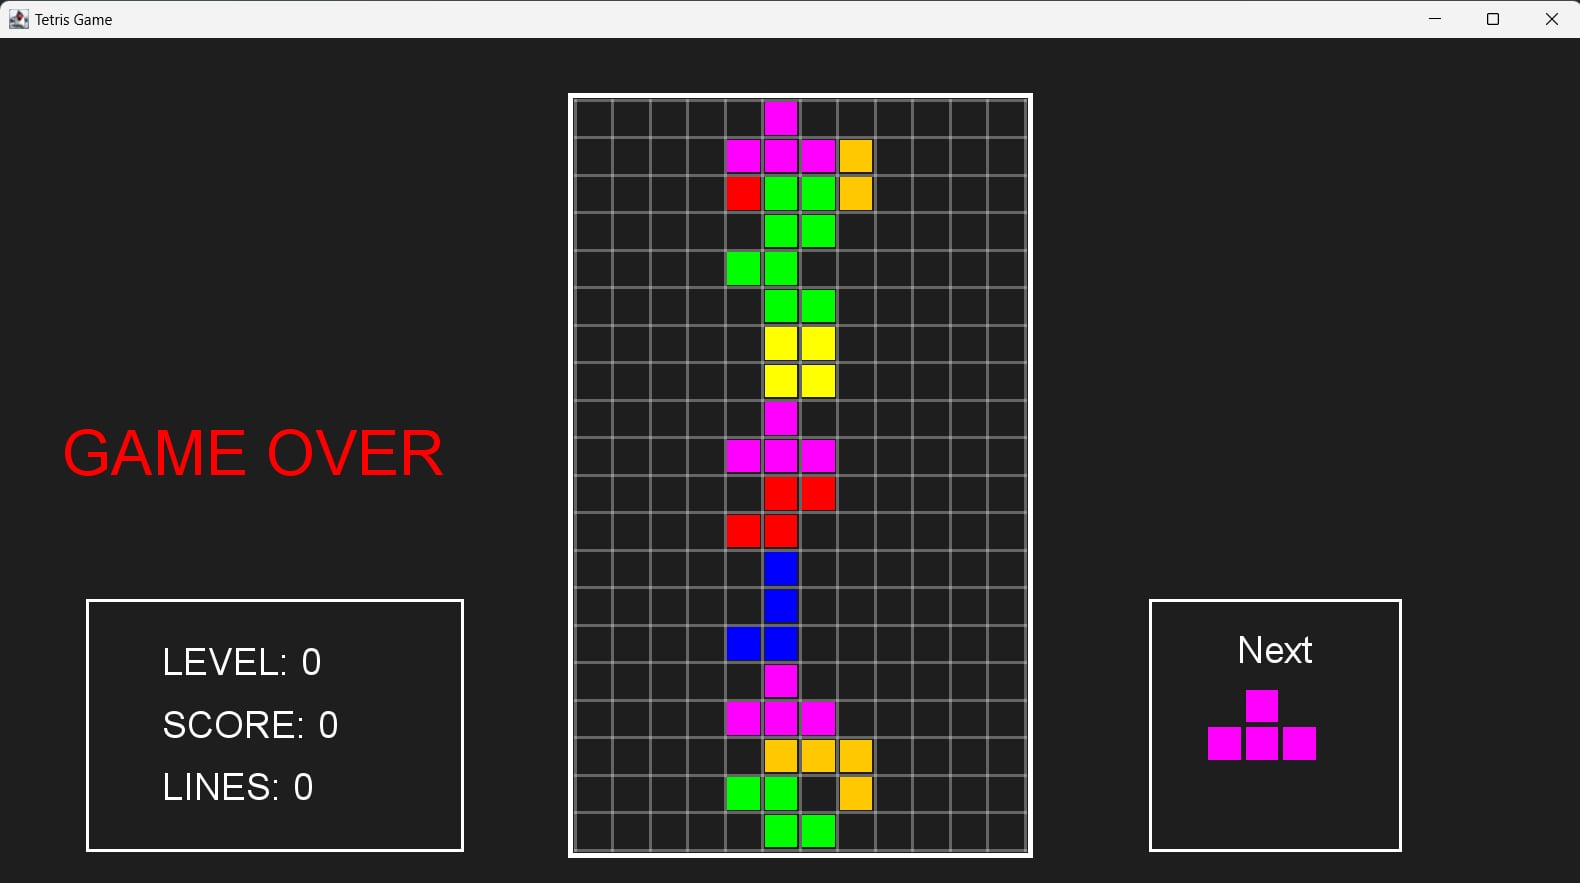 Tetris Game
GAME OVER
LEVEL: 0
SCORE: 0
LINES: 0
Next